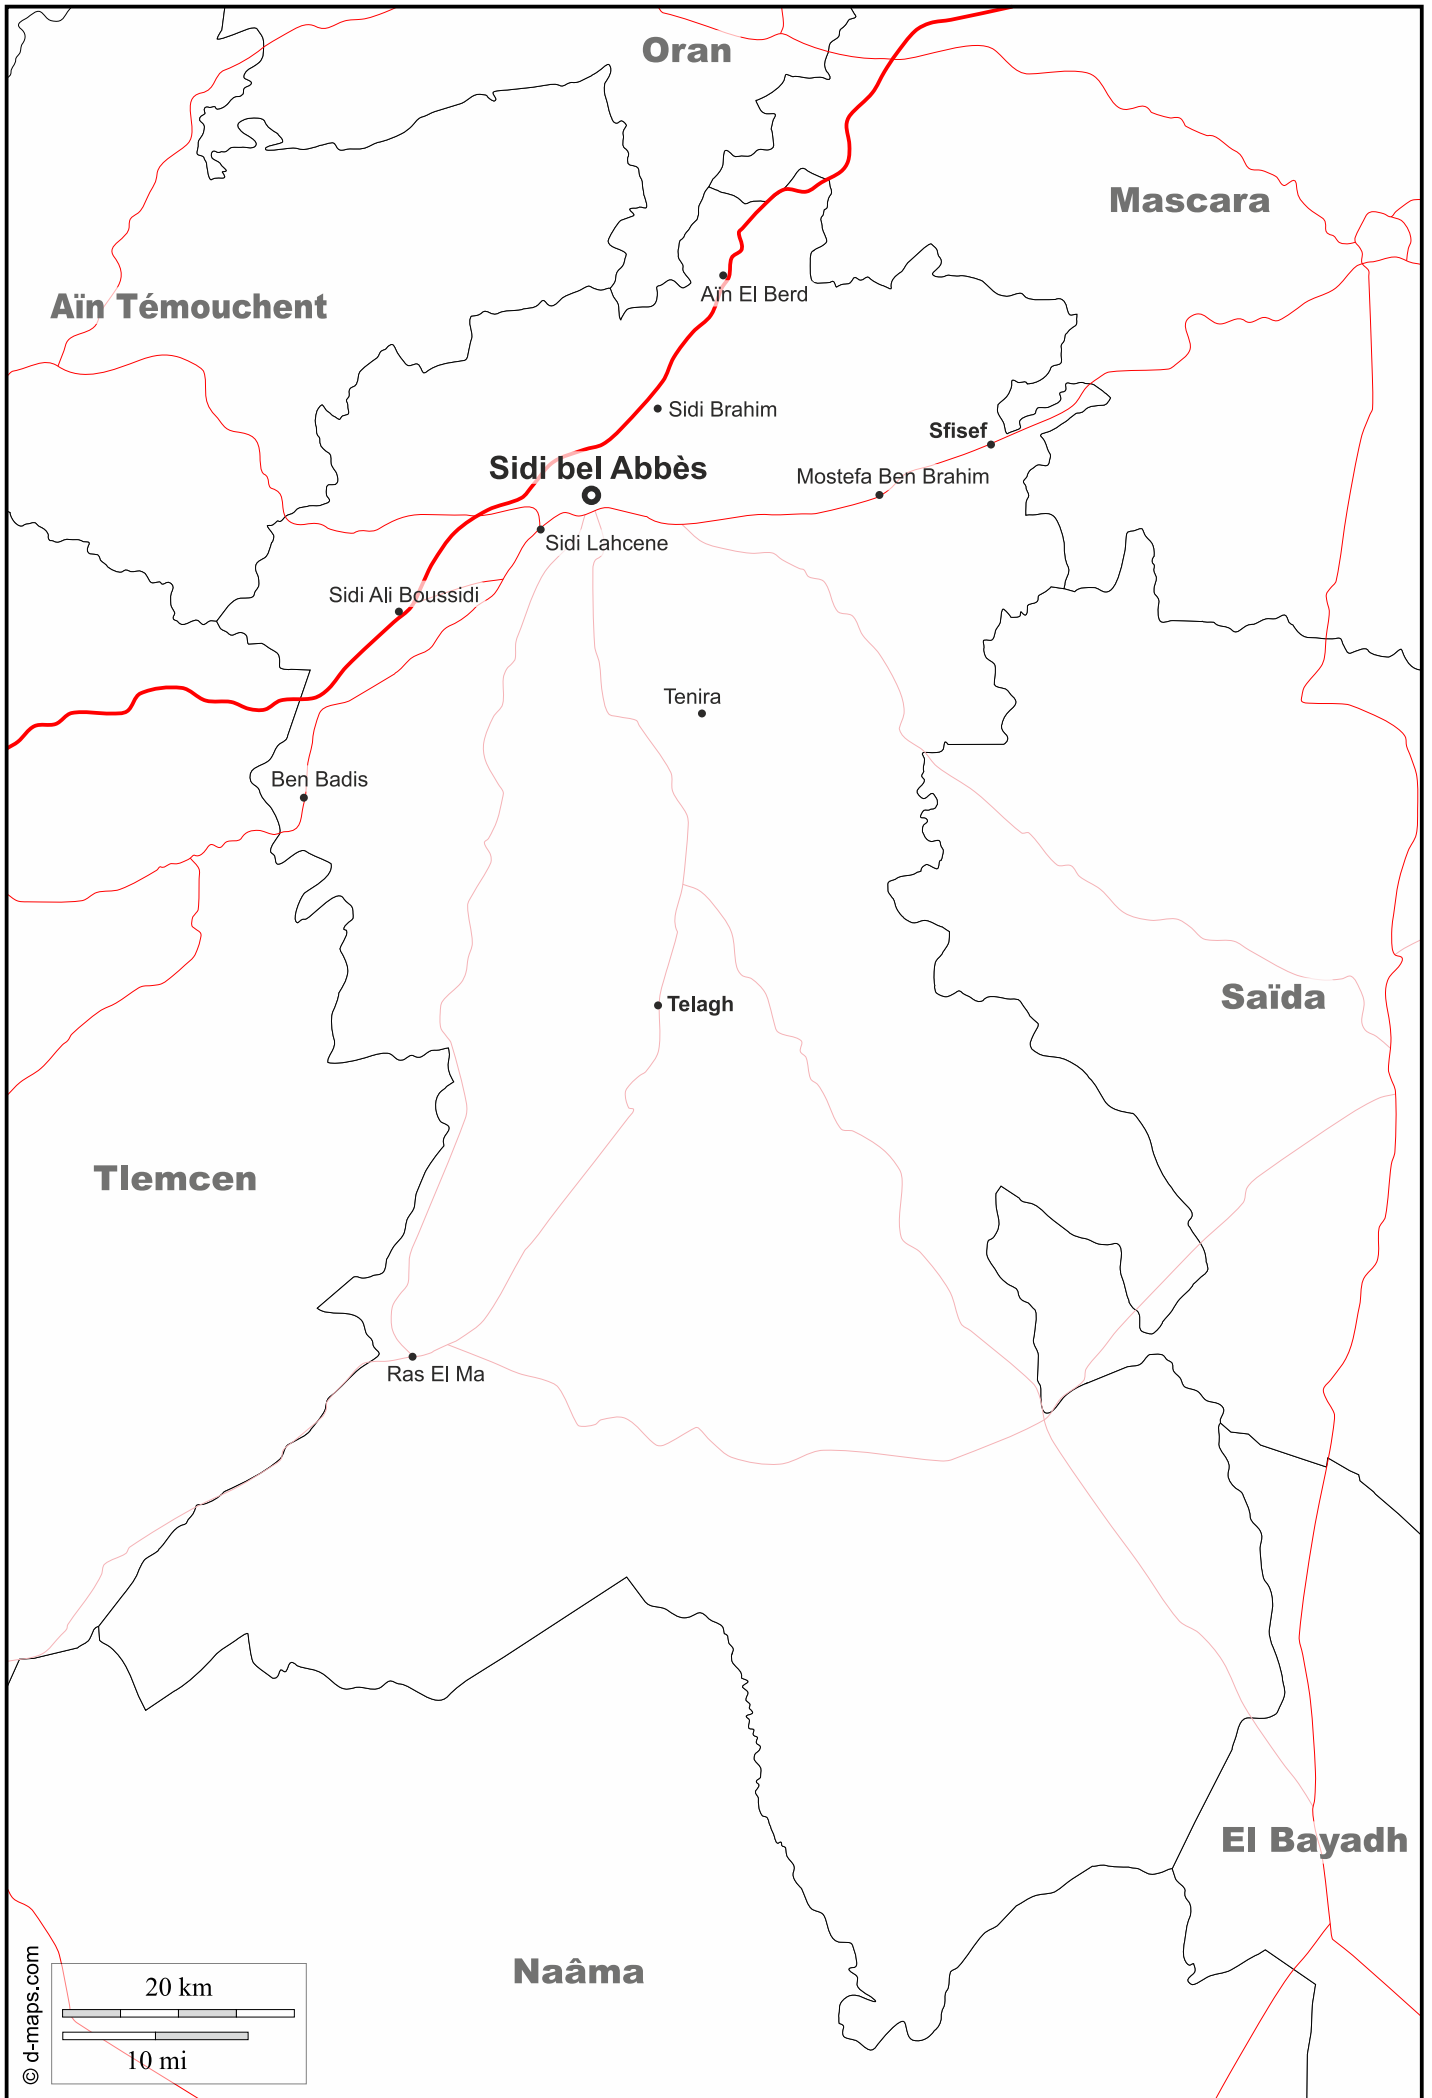 Oran
Mascara
Aïn Témouchent
Aïn El Berd
Sidi Brahim
Sfisef
Sidi bel Abbès
Mostefa Ben Brahim
Sidi Lahcene
Sidi Ali Boussidi
Tenira
Ben Badis
Saïda
Telagh
Tlemcen
Ras El Ma
El Bayadh
Naâma
20 km
10 mi
© d-maps.com